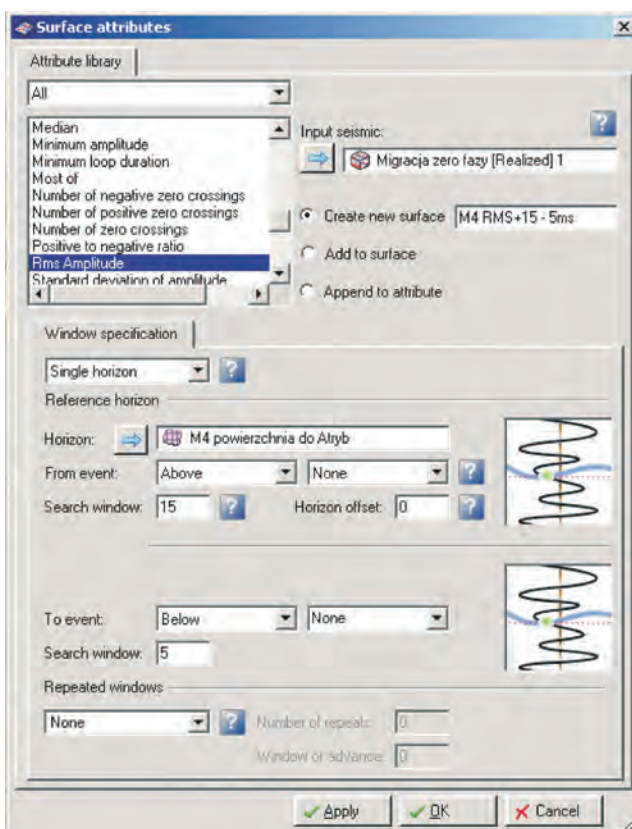 Surface attributes
Attribute library
All
Median
Minimum amplitude
Minimum loop duration
Most of
Number of negative zero crossings
Number of positive zero crossings
Number of zero crossings
Positive to negative ratio
Rms Amplitude
Standard deviation of amplitude
Input seismic:
?
Migracja zero fazy [Realized] 1
Create new surface M4 RMS+15 - 5ms
Add to surface
Append to attribute
Window specification
Single horizon ?
Reference horizon
Horizon: M4 powierzchnia do Atryb
From event: Above None ?
Search window: 15 ? Horizon offset: 0 ?
To event: Below None
Search window: 5
Repeated windows
None ? Number of repeats: 0
Window or advance: 0
Apply OK Cancel